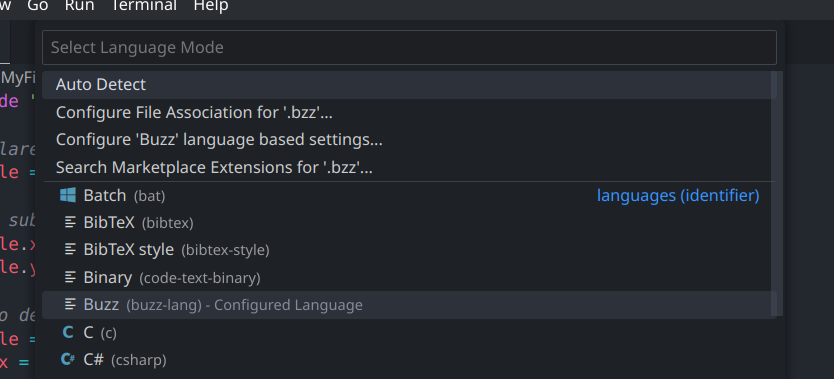 w Go Run Terminal Help
Select Language Mode
MyFi
Auto Detect
de '
Configure File Association for '.bzz'...
Configure 'Buzz' language based settings...
lare
Search Marketplace Extensions for '.bzz'...
le =
Batch (bat) languages (identifier)
BibTeX (bibtex)
sub
BibTeX style (bibtex-style)
le.x
le.y
Binary (code-text-binary)
Buzz (buzz-lang) - Configured Language
o de
C C (c)
le =
C# C# (csharp)
x =